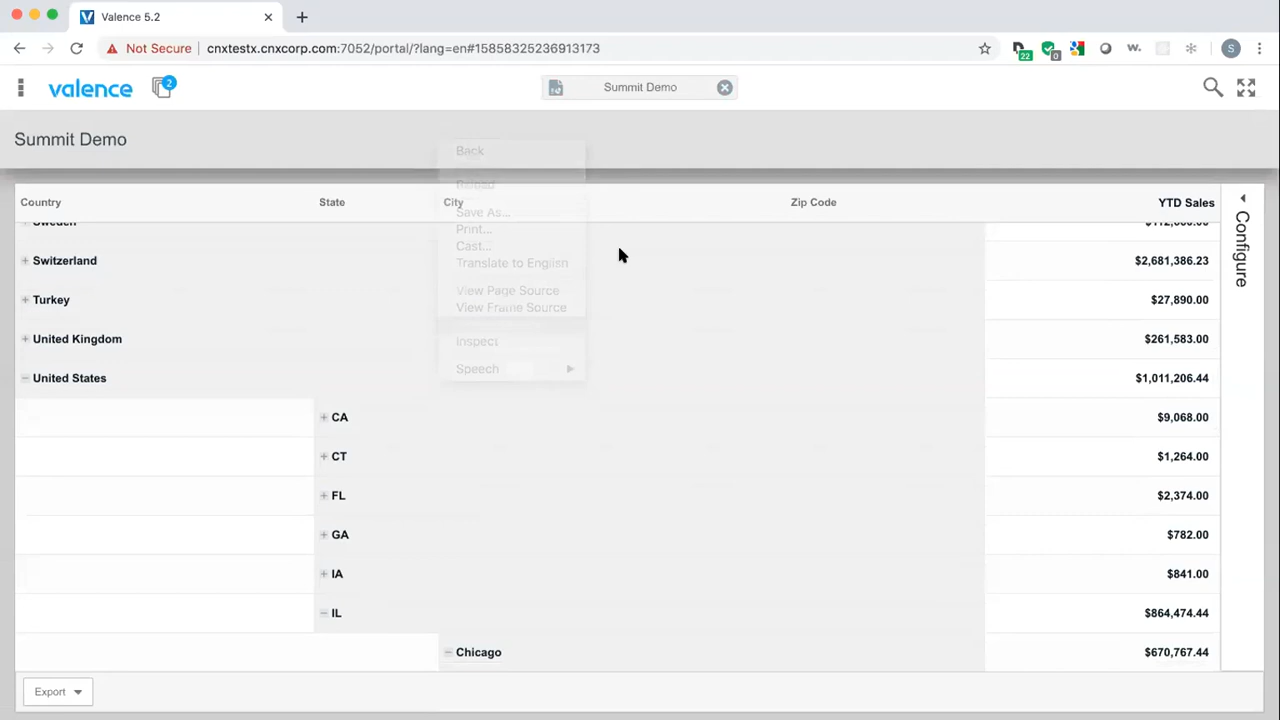 Valence 5.2
Not Secure
cnxtestx.cnxcorp.com:7052/portal/?lang=en#15858325236913173
22
0
W.
S
valence
2
Summit Demo
Summit Demo
Back
Reload
Save As...
Print...
Cast...
Translate to English
View Page Source
View Frame Source
Inspect
Speech
Country State City Zip Code YTD Sales
Configure
Sweden
Switzerland $2,681,386.23
Turkey $27,890.00
United Kingdom $261,583.00
United States $1,011,206.44
CA $9,068.00
CT $1,264.00
FL $2,374.00
GA $782.00
IA $841.00
IL $864,474.44
Chicago $670,767.44
Export